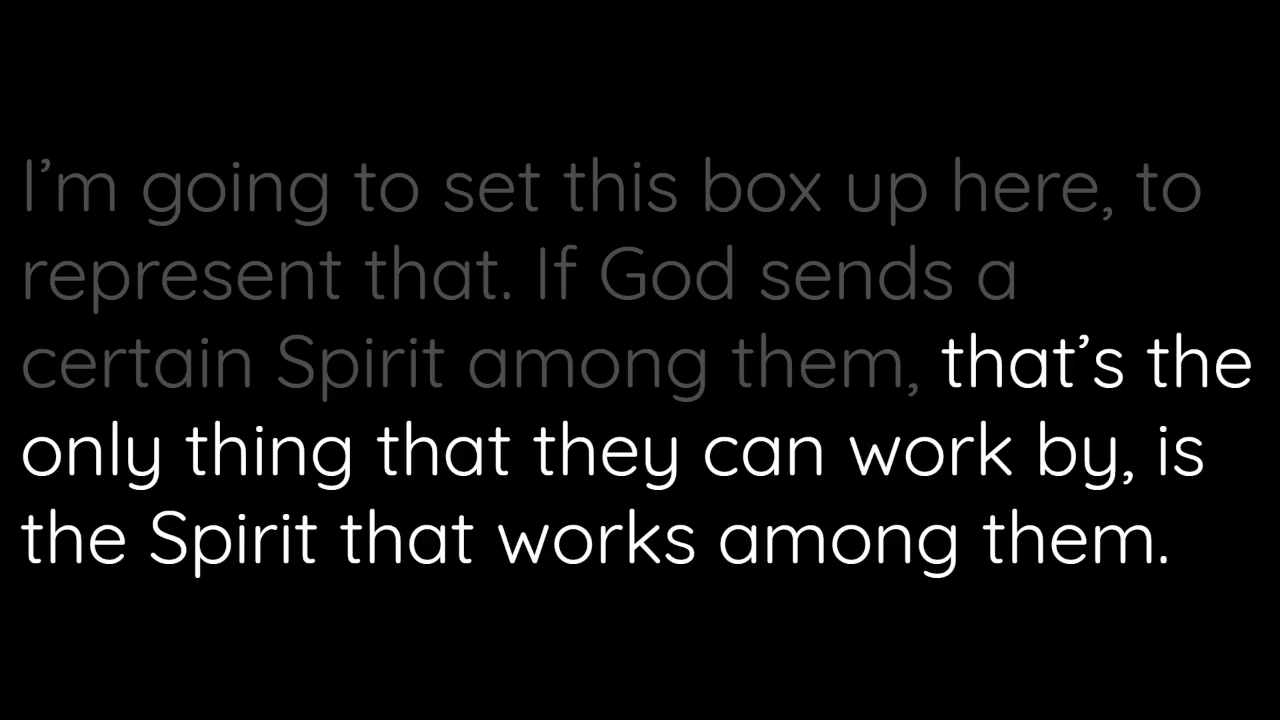 I’m going to set this box up here, to
represent that. If God sends a
certain Spirit among them, that’s the
only thing that they can work by, is
the Spirit that works among them.